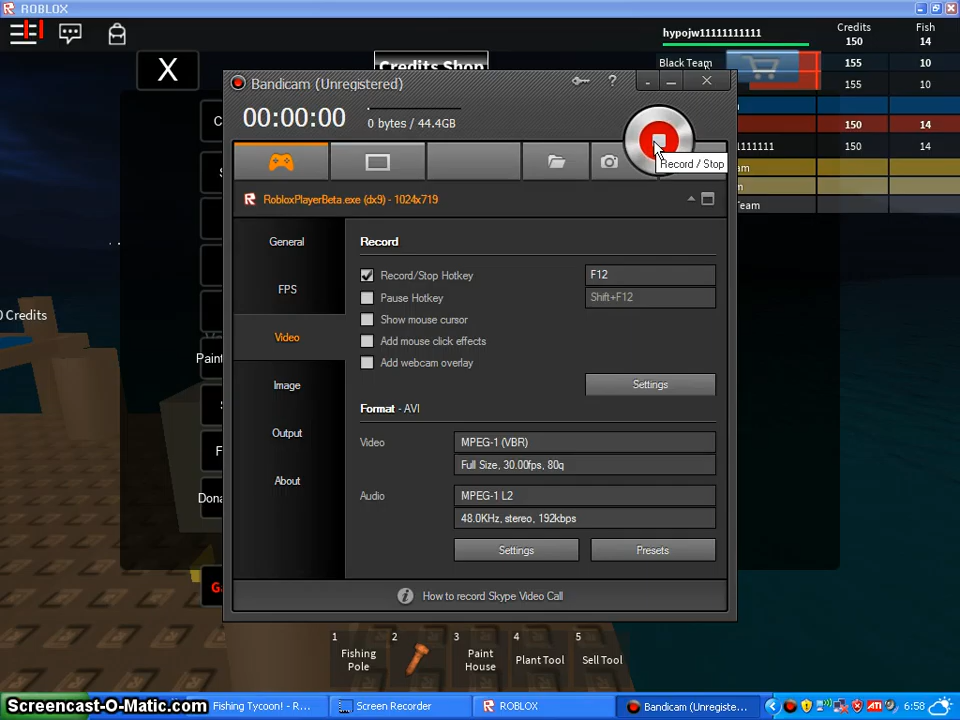 ROBLOX
hypojw11111111111
Credits
150
Fish
14
Black Team
155
10
155
10
150
14
1111111
155
14
Team
X
Credits Shop
0 Credits
Paint
Dona
Bandicam (Unregistered)
?
00:00:00
0 bytes / 44.4GB
Record / Stop
RobloxPlayerBeta.exe (dx9) - 1024x719
General
FPS
Video
Image
Output
About
Record
Record/Stop Hotkey
F12
Pause Hotkey
Shift+F12
Show mouse cursor
Add mouse click effects
Add webcam overlay
Settings
Format - AVI
Video
MPEG-1 (VBR)
Full Size, 30.00fps, 80q
Audio
MPEG-1 L2
48.0KHz, stereo, 192kbps
Settings
Presets
How to record Skype Video Call
1
Fishing
Pole
2
3
Paint
House
4
Plant Tool
5
Sell Tool
Screencast-O-Matic.com
Fishing Tycoon! - R...
Screen Recorder
ROBLOX
Bandicam (Unregiste...
ATI
6:58